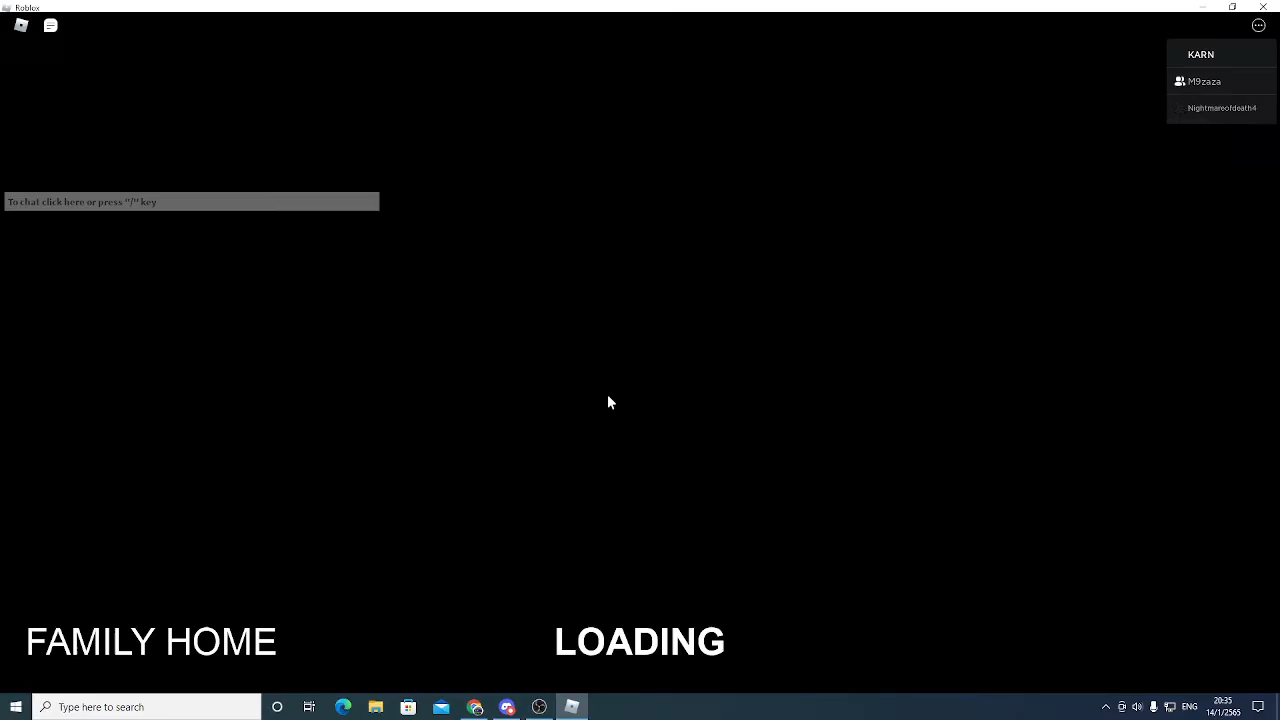 Roblox
KARN
M9zaza
Nightmareofdeath4
To chat click here or press "/" key
FAMILY HOME
LOADING
Type here to search
ENG
20:35
14/1/2565